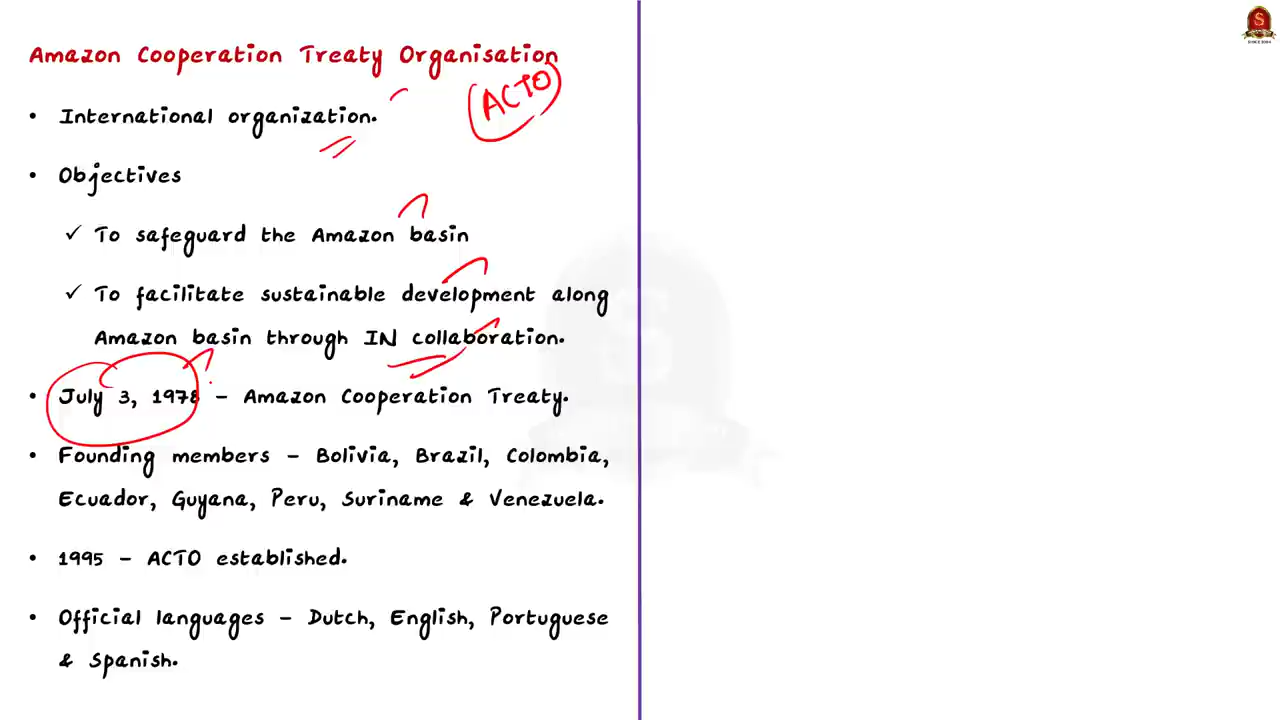 Amazon Cooperation Treaty Organisation
ACTO
• International organization.
• Objectives
✓ To safeguard the Amazon basin
✓ To facilitate sustainable development along
Amazon basin through IN collaboration.
• July 3, 1978 – Amazon Cooperation Treaty.
• Founding members – Bolivia, Brazil, Colombia,
Ecuador, Guyana, Peru, Suriname & Venezuela.
• 1995 – ACTO established.
• Official languages – Dutch, English, Portuguese
& Spanish.
S
SINCE 2004